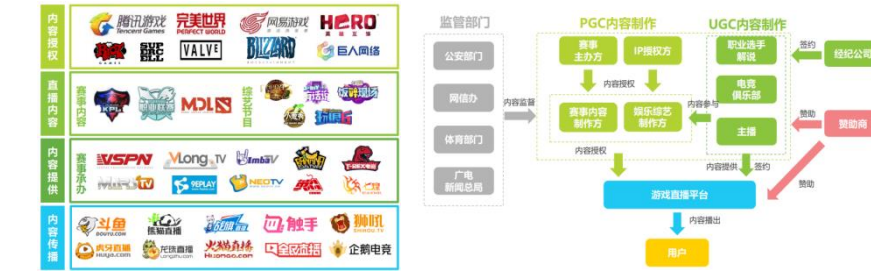 内容授权
腾讯游戏
Tencent Games
完美世界
PERFECT WORLD
网易游戏
HERO
VALVE
BLIZZARD
巨人网络
直播内容
赛事内容
KPL
职业联赛
MDL
综艺节目
内容提供
赛事承办
VSPN
VLong.TV
ImbaTV
MarsTV
REPLAY
NEOTV
内容传播
斗鱼
DOUYU.COM
熊猫直播
触手
狮吼
虎牙直播
Huya.com
龙珠直播
longzhu.com
火猫直播
Huomao.com
全民直播
企鹅电竞
监管部门
公安部门
网信办
体育部门
广电
新闻总局
内容监督
PGC内容制作
赛事
主办方
IP授权方
内容授权
赛事内容
制作方
娱乐综艺
制作方
内容授权
内容参与
UGC内容制作
职业选手
解说
电竞
俱乐部
主播
签约
经纪公司
赞助
赞助商
赞助
内容提供
签约
游戏直播平台
内容播出
用户